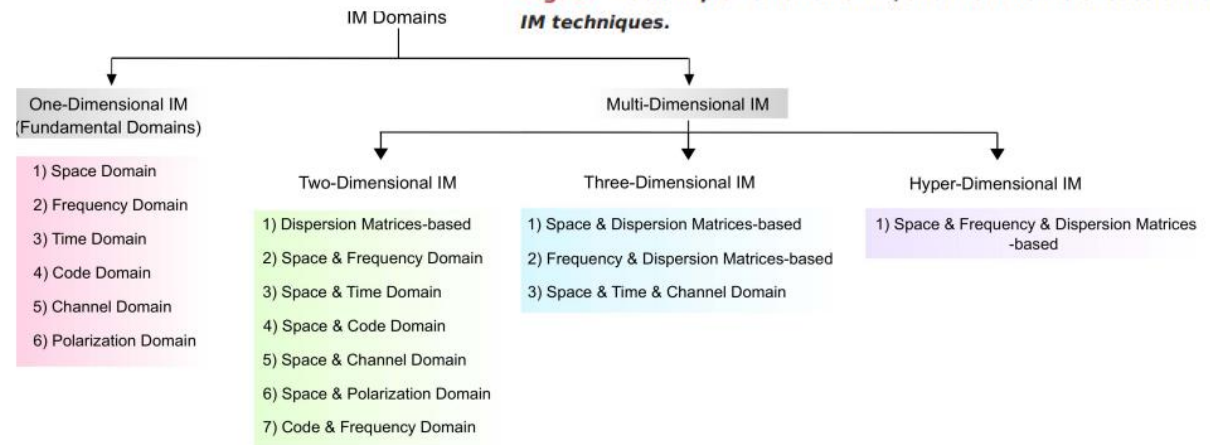 IM techniques.
IM Domains
One-Dimensional IM
(Fundamental Domains)
Multi-Dimensional IM
1) Space Domain
2) Frequency Domain
3) Time Domain
4) Code Domain
5) Channel Domain
6) Polarization Domain
Two-Dimensional IM
1) Dispersion Matrices-based
2) Space & Frequency Domain
3) Space & Time Domain
4) Space & Code Domain
5) Space & Channel Domain
6) Space & Polarization Domain
7) Code & Frequency Domain
Three-Dimensional IM
1) Space & Dispersion Matrices-based
2) Frequency & Dispersion Matrices-based
3) Space & Time & Channel Domain
Hyper-Dimensional IM
1) Space & Frequency & Dispersion Matrices
-based